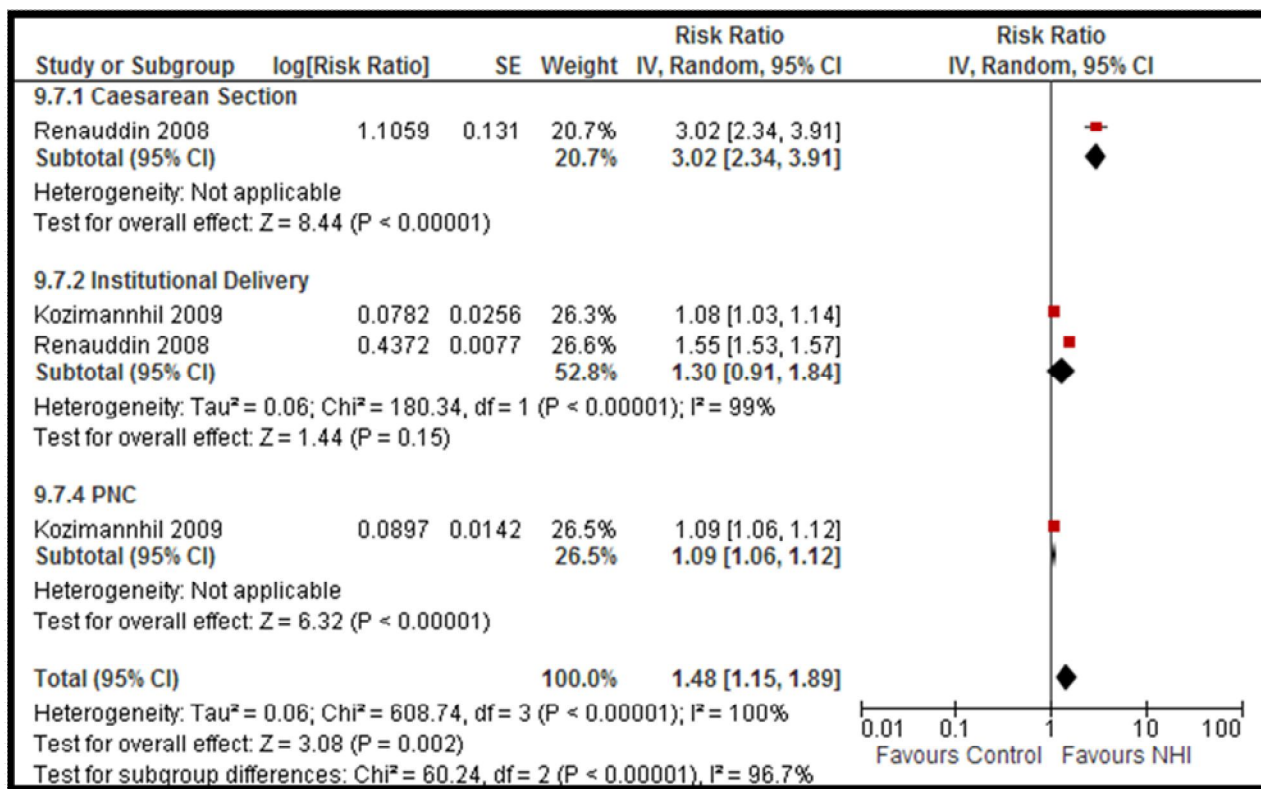 Risk Ratio Risk Ratio
Study or Subgroup log[Risk Ratio] SE Weight IV, Random, 95% CI IV, Random, 95% CI
9.7.1 Caesarean Section
Renauddin 2008 1.1059 0.131 20.7% 3.02 [2.34, 3.91]
Subtotal (95% CI) 20.7% 3.02 [2.34, 3.91]
Heterogeneity: Not applicable
Test for overall effect: Z = 8.44 (P < 0.00001)
9.7.2 Institutional Delivery
Kozimannhil 2009 0.0782 0.0256 26.3% 1.08 [1.03, 1.14]
Renauddin 2008 0.4372 0.0077 26.6% 1.55 [1.53, 1.57]
Subtotal (95% CI) 52.8% 1.30 [0.91, 1.84]
Heterogeneity: Tau² = 0.06; Chi² = 180.34, df = 1 (P < 0.00001); I² = 99%
Test for overall effect: Z = 1.44 (P = 0.15)
9.7.4 PNC
Kozimannhil 2009 0.0897 0.0142 26.5% 1.09 [1.06, 1.12]
Subtotal (95% CI) 26.5% 1.09 [1.06, 1.12]
Heterogeneity: Not applicable
Test for overall effect: Z = 6.32 (P < 0.00001)
Total (95% CI) 100.0% 1.48 [1.15, 1.89]
Heterogeneity: Tau² = 0.06; Chi² = 608.74, df = 3 (P < 0.00001); I² = 100%
Test for overall effect: Z = 3.08 (P = 0.002)
Test for subgroup differences: Chi² = 60.24, df = 2 (P < 0.00001), I² = 96.7%
0.01 0.1 1 10 100
Favours Control Favours NHI